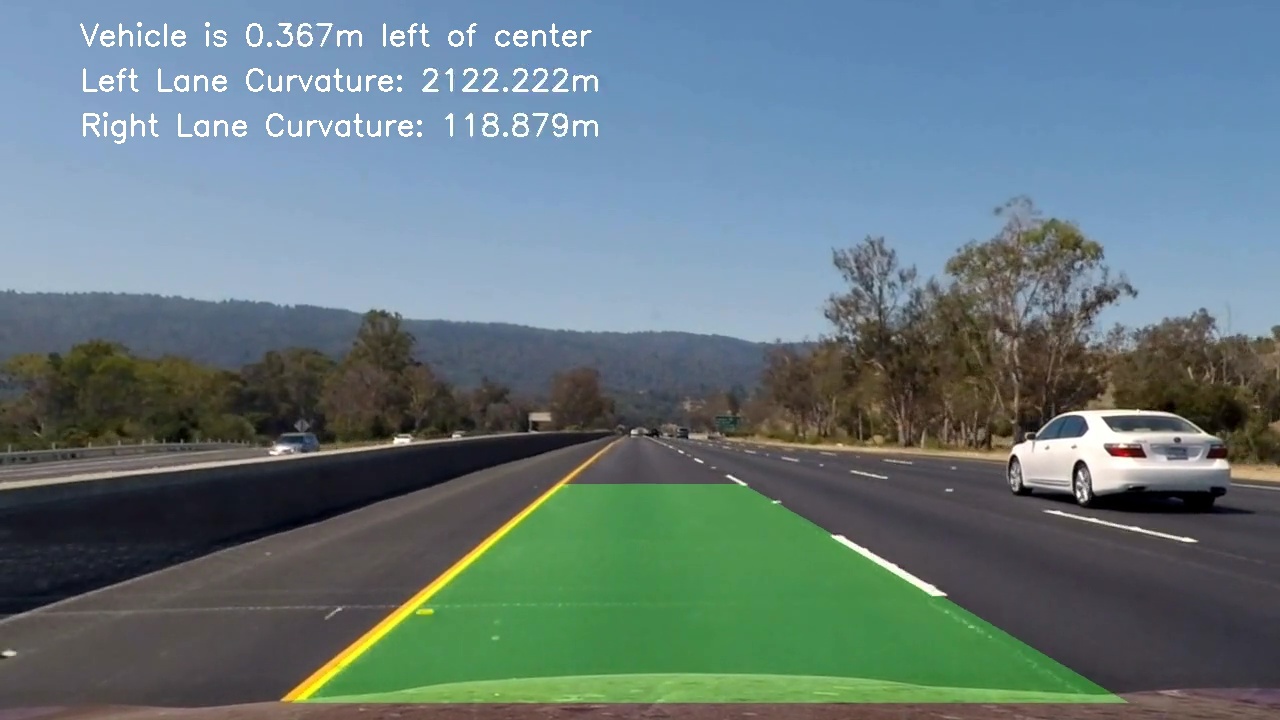 Vehicle is 0.367m left of center
Left Lane Curvature: 2122.222m
Right Lane Curvature: 118.879m